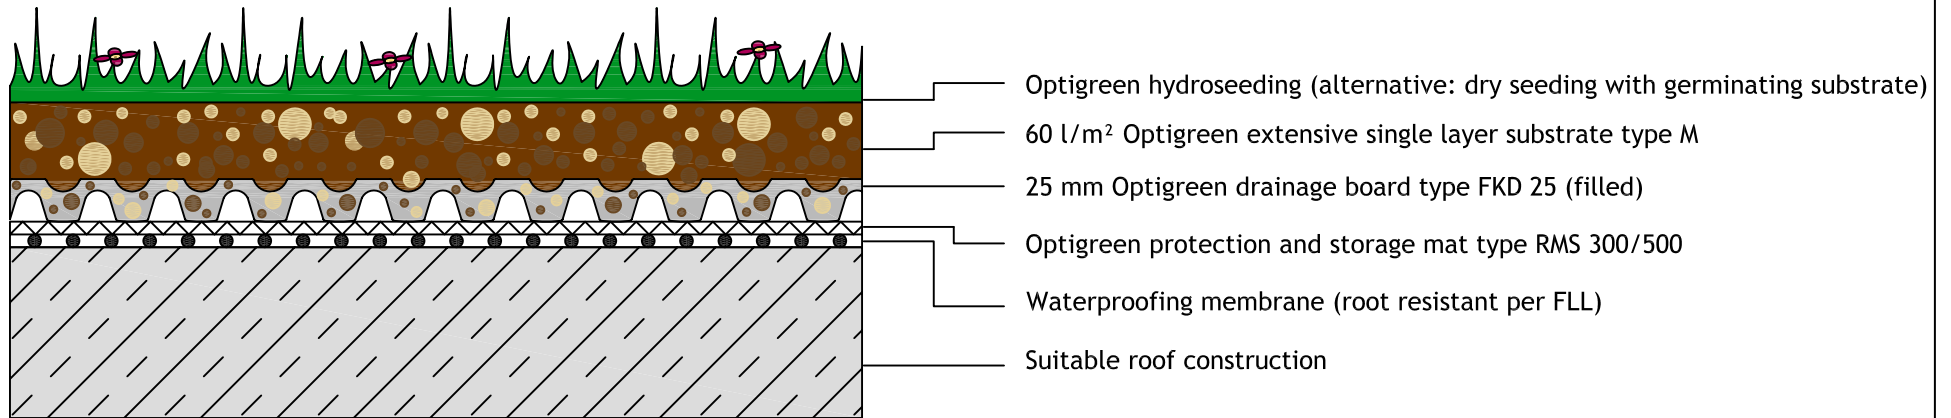 Optigreen hydroseeding (alternative: dry seeding with germinating substrate)
60 l/m² Optigreen extensive single layer substrate type M
25 mm Optigreen drainage board type FKD 25 (filled)
Optigreen protection and storage mat type RMS 300/500
Waterproofing membrane (root resistant per FLL)
Suitable roof construction